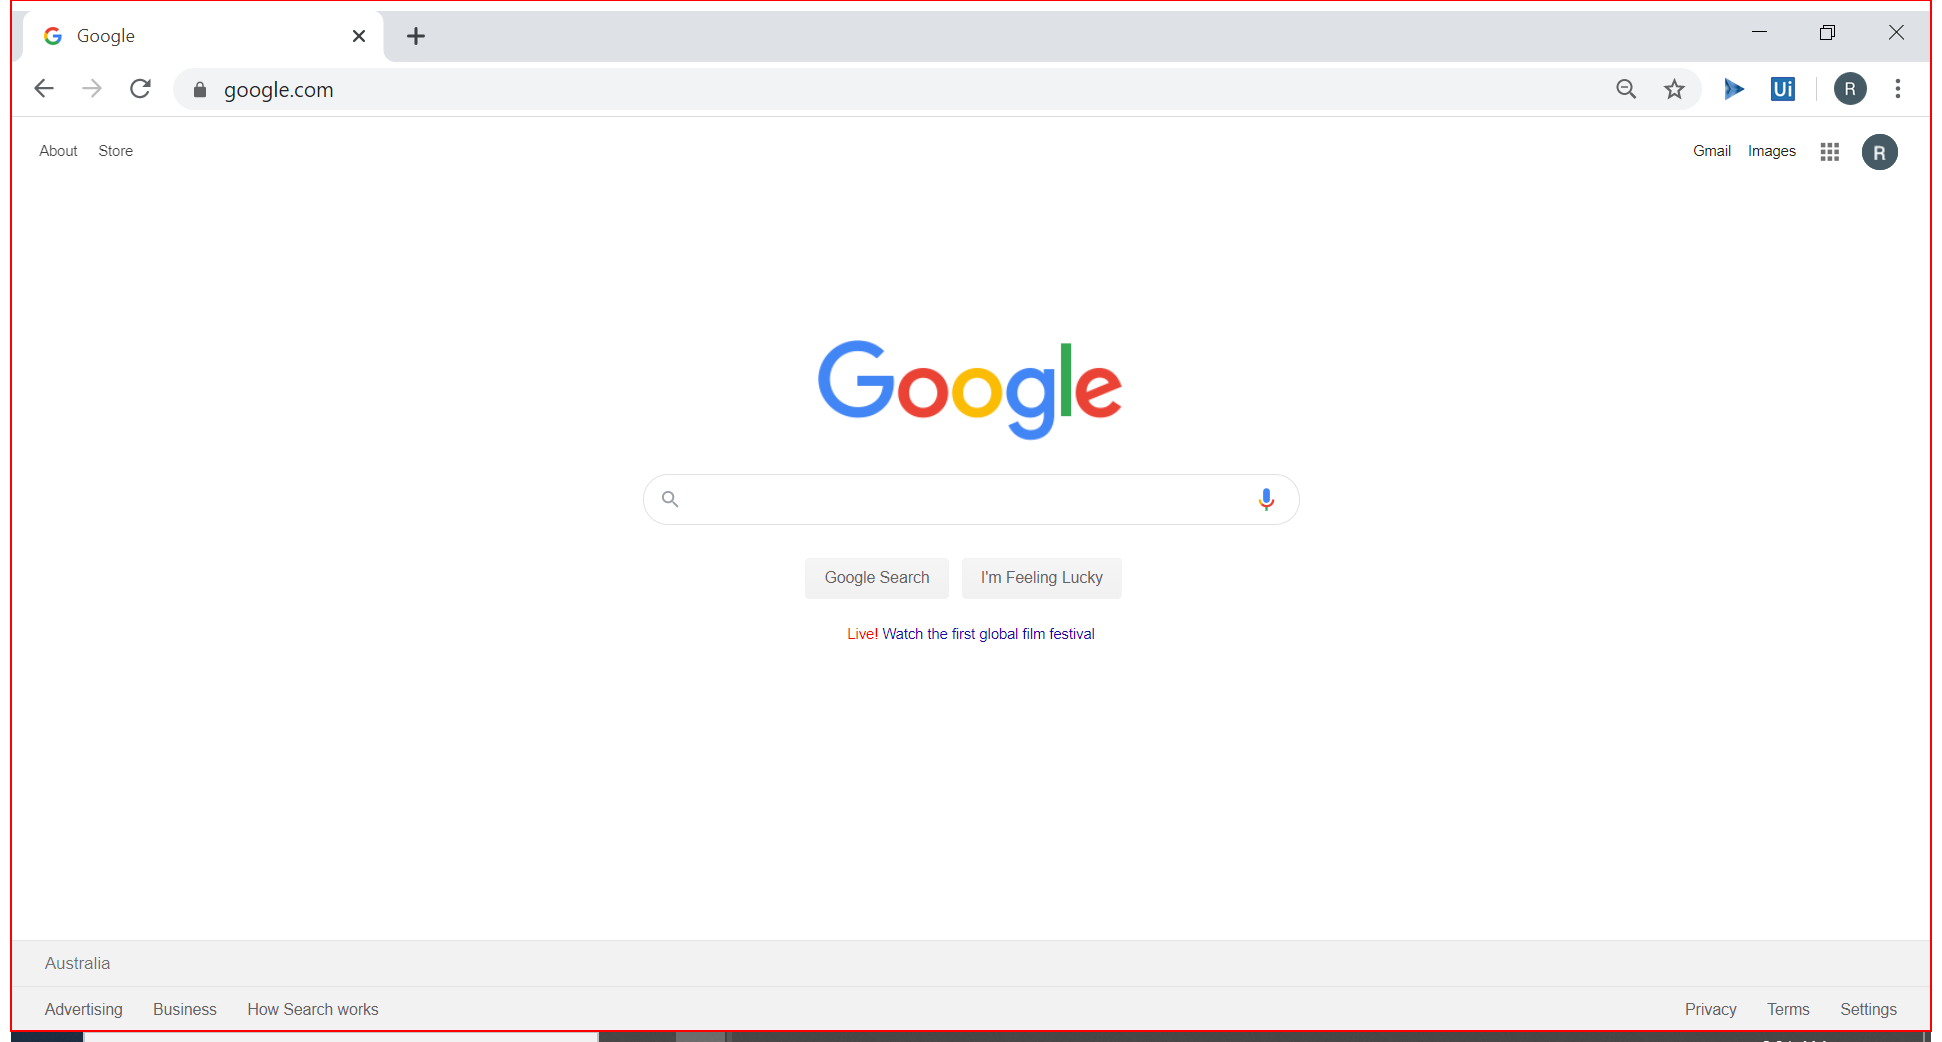 Google
google.com
Ui
R
About Store
Gmail Images
R
Google
Google Search I'm Feeling Lucky
Live! Watch the first global film festival
Australia
Advertising Business How Search works
Privacy Terms Settings